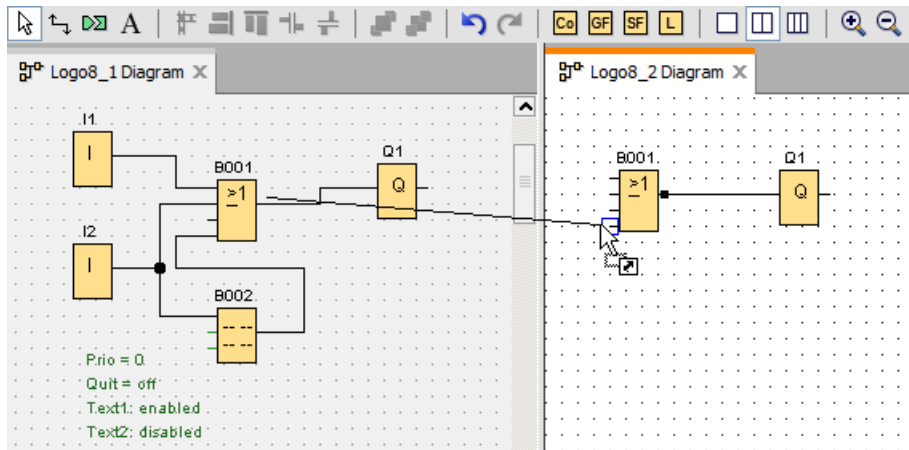 A Co GF SF L
Logo8_1 Diagram
Logo8_2 Diagram
I1
I
B001
≥1
Q1
Q
I2
I
B002
Prio = 0
Quit = off
Text1: enabled
Text2: disabled
B001
≥1
Q1
Q